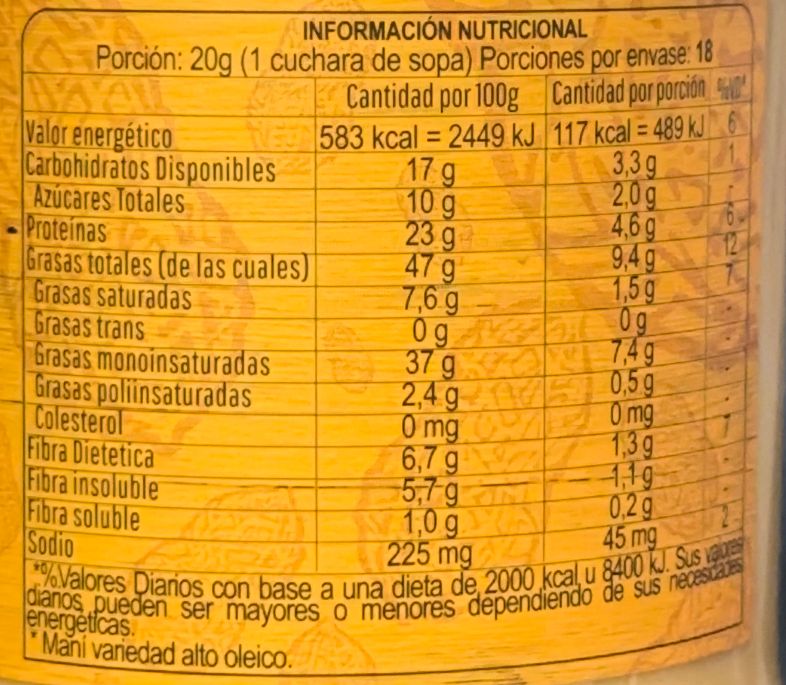 INFORMACIÓN NUTRICIONAL
Porción: 20g (1 cuchara de sopa) Porciones por envase: 18
Cantidad por 100g Cantidad por porción %VD*
Valor energético 583 kcal = 2449 kJ 117 kcal = 489 kJ 6
Carbohidratos Disponibles 17 g 3,3 g 1
Azúcares Totales 10 g 2,0 g -
Proteínas 23 g 4,6 g 6
Grasas totales (de las cuales) 47 g 9,4 g 12
Grasas saturadas 7,6 g 1,5 g 7
Grasas trans 0 g 0 g -
Grasas monoinsaturadas 37 g 7,4 g -
Grasas poliinsaturadas 2,4 g 0,5 g -
Colesterol 0 mg 0 mg -
Fibra Dietetica 6,7 g 1,3 g
Fibra insoluble 5,7 g 1,1 g -
Fibra soluble 1,0 g 0,2 g -
Sodio 225 mg 45 mg 2
*%.Valores Diarios con base a una dieta de 2000 kcal u 8400 kJ. Sus valores
diarios pueden ser mayores o menores dependiendo de sus necesidades
energéticas.
*Maní variedad alto oleico.